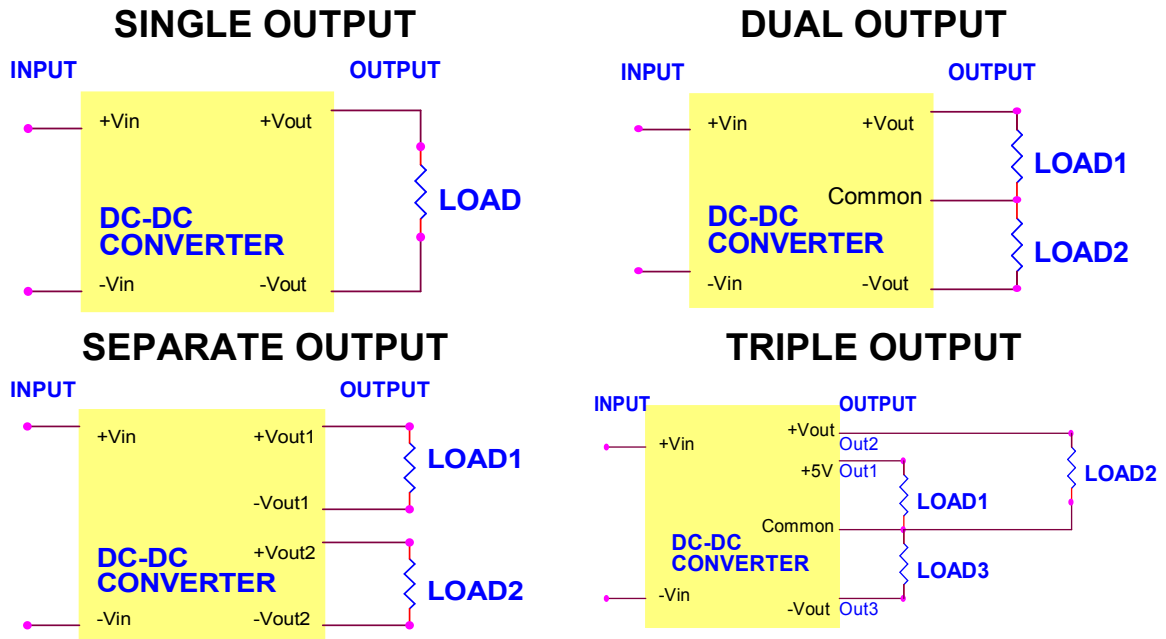 SINGLE OUTPUT
INPUT
OUTPUT
+Vin
+Vout
LOAD
DC-DC
CONVERTER
-Vin
-Vout
DUAL OUTPUT
INPUT
OUTPUT
+Vin
+Vout
LOAD1
Common
DC-DC
CONVERTER
LOAD2
-Vin
-Vout
SEPARATE OUTPUT
INPUT
OUTPUT
+Vin
+Vout1
LOAD1
-Vout1
+Vout2
DC-DC
CONVERTER
LOAD2
-Vin
-Vout2
TRIPLE OUTPUT
INPUT
OUTPUT
+Vout
Out2
+Vin
+5V
Out1
LOAD2
LOAD1
Common
DC-DC
CONVERTER
LOAD3
-Vin
-Vout
Out3